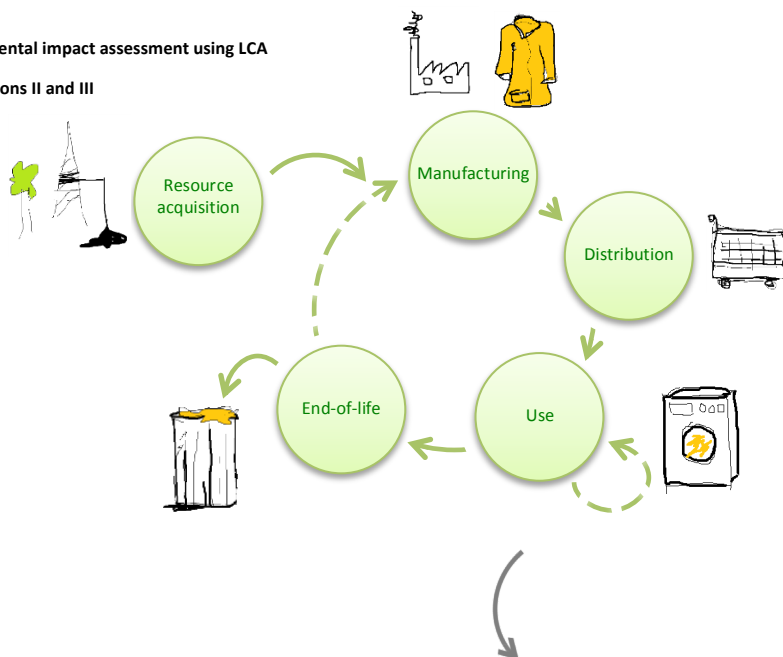 ental impact assessment using LCA
ons II and III
Manufacturing
Resource
acquisition
Distribution
End-of-life
Use